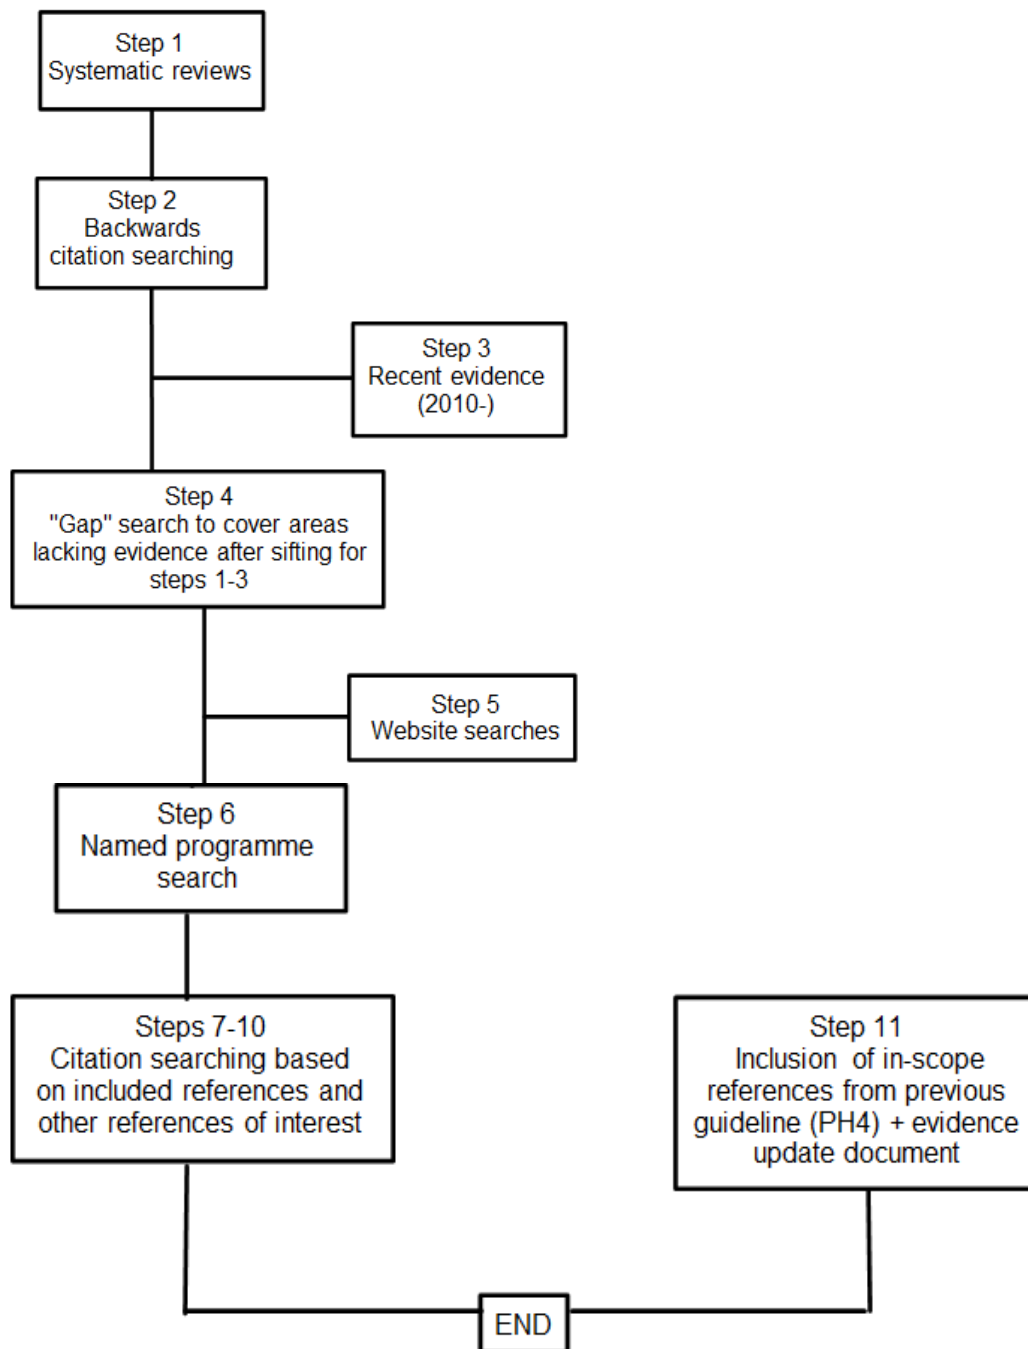 Step 1
Systematic reviews
Step 2
Backwards
citation searching
Step 3
Recent evidence
(2010-)
Step 4
"Gap" search to cover areas
lacking evidence after sifting for
steps 1-3
Step 5
Website searches
Step 6
Named programme
search
Steps 7-10
Citation searching based
on included references and
other references of interest
Step 11
Inclusion of in-scope
references from previous
guideline (PH4) + evidence
update document
END